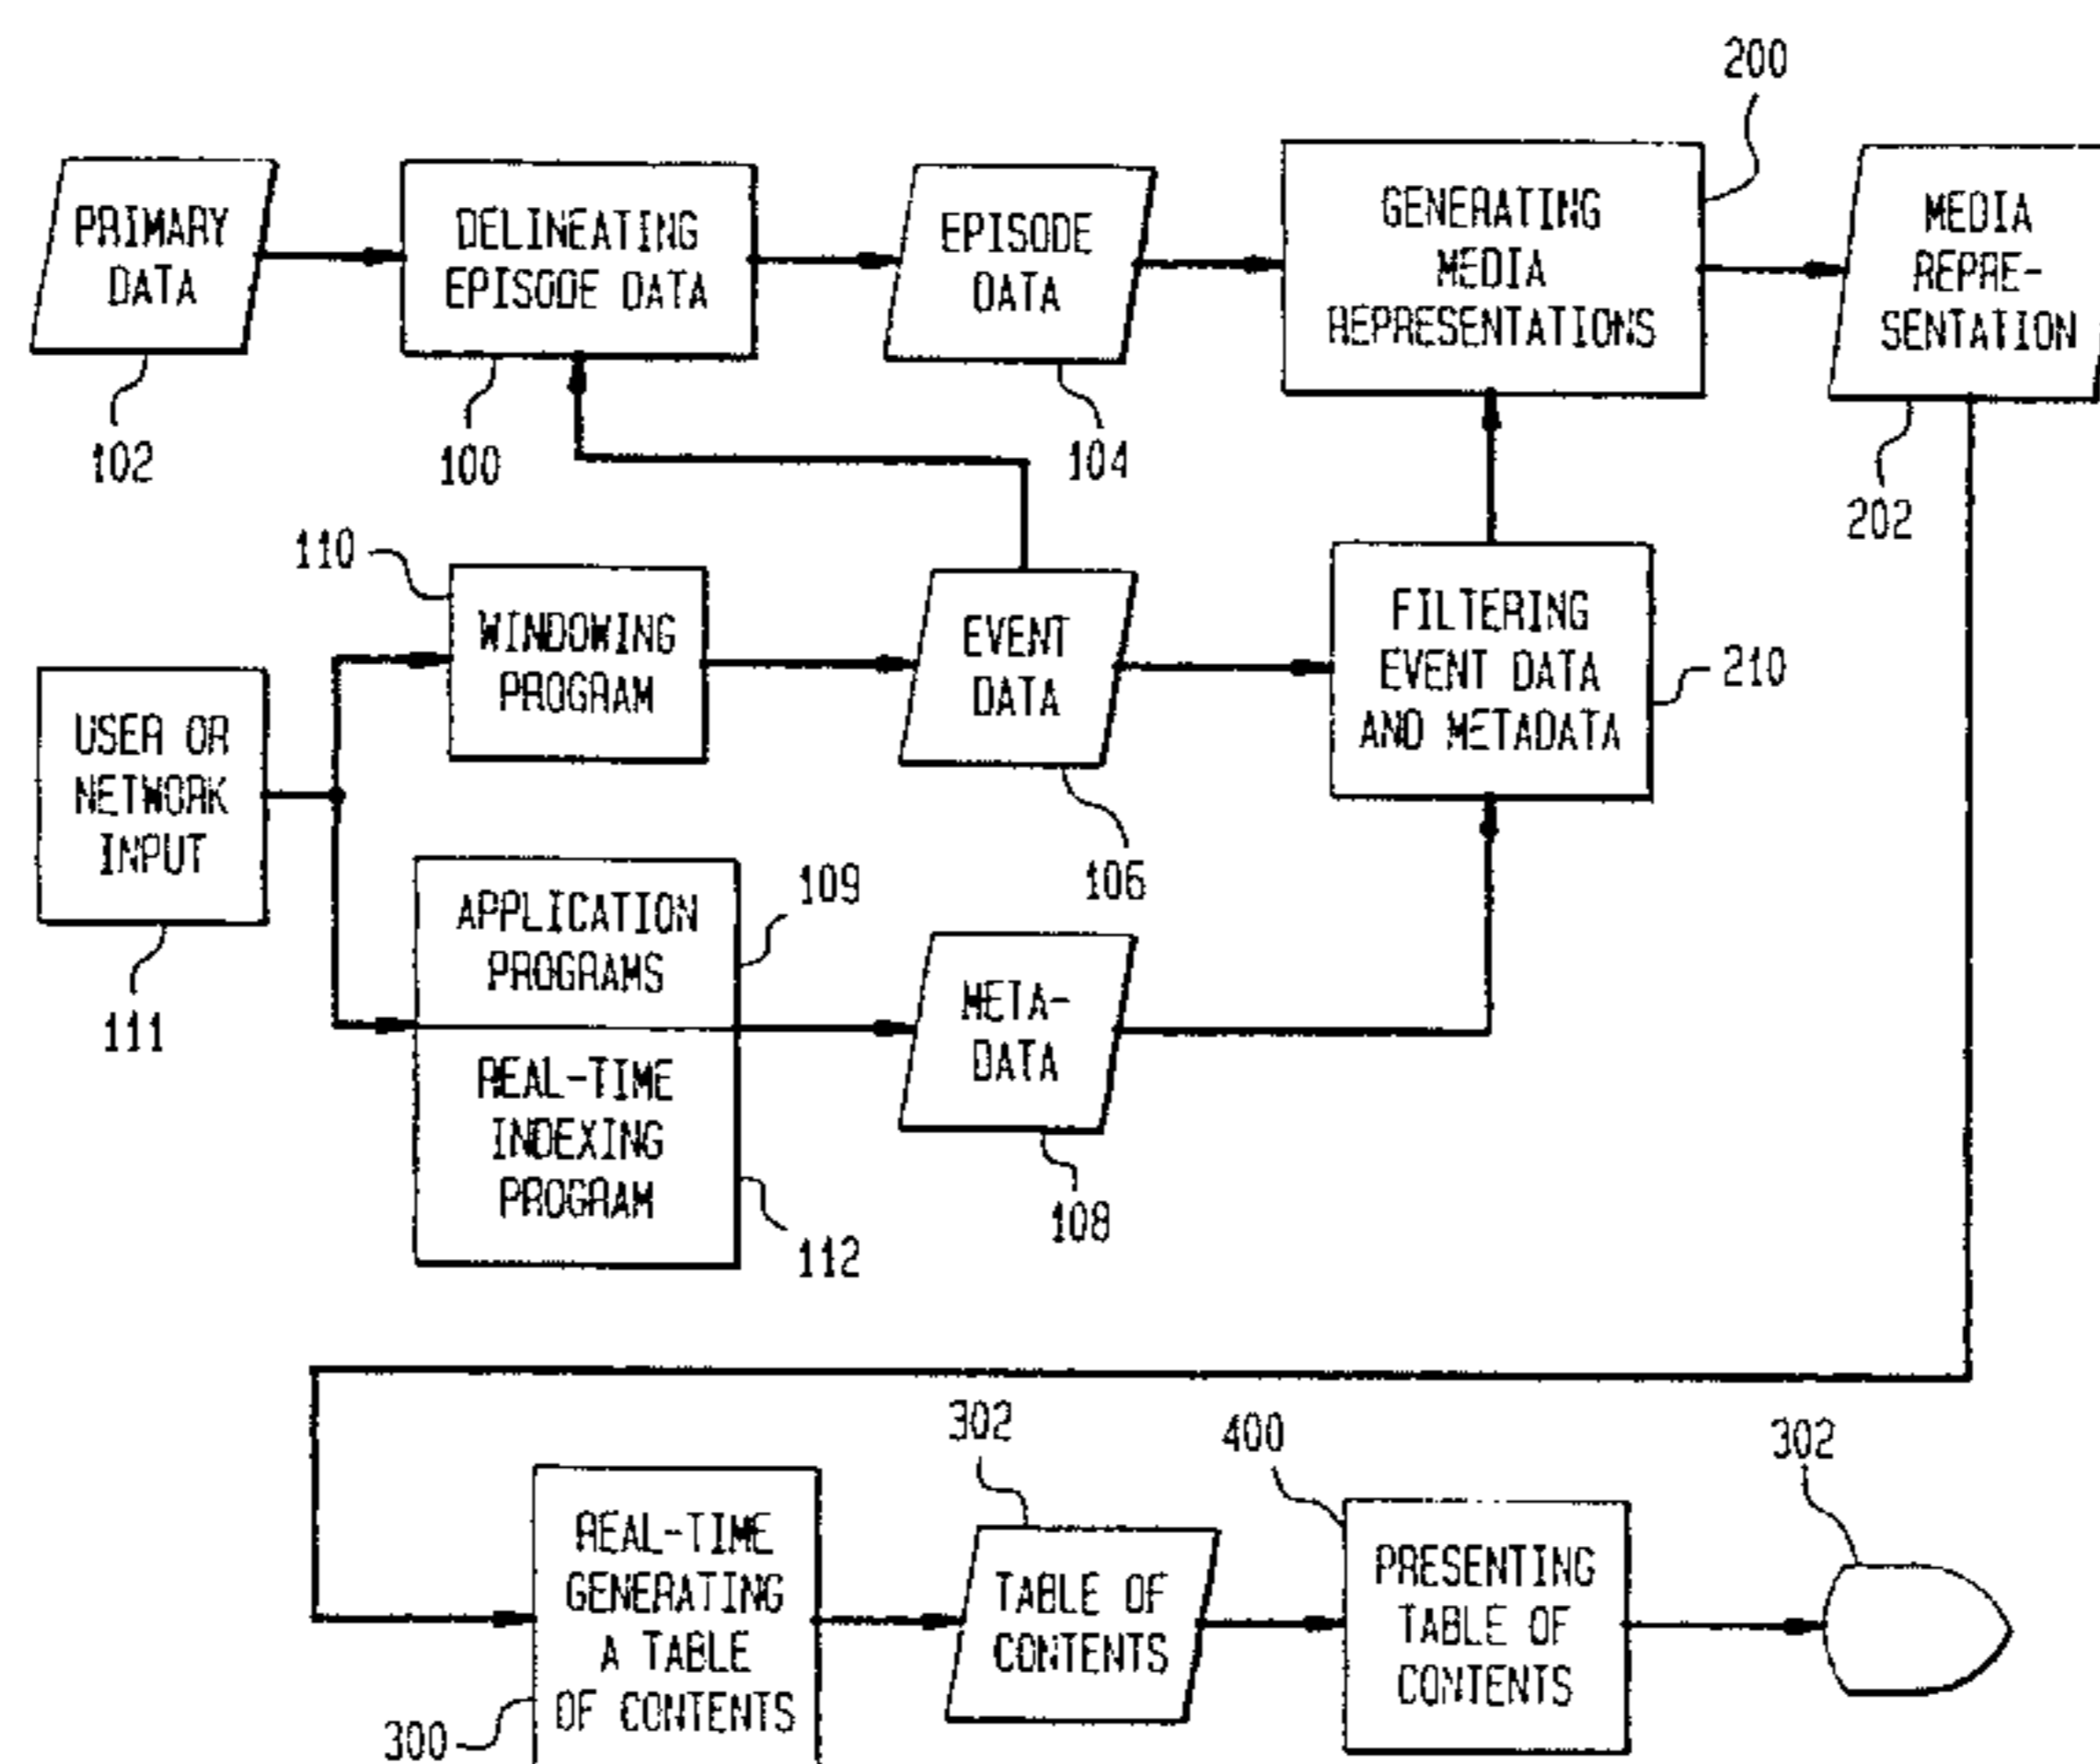 200
PRIMARY
DATA
DELINEATING
EPISODE DATA
EPISODE
DATA
GENERATING
MEDIA
REPRESENTATIONS
MEDIA
REPRE-
SENTATION
102
100
104
202
110
WINDOWING
PROGRAM
EVENT
DATA
FILTERING
EVENT DATA
AND METADATA
210
USER OR
NETWORK
INPUT
111
106
APPLICATION
PROGRAMS
109
REAL-TIME
INDEXING
PROGRAM
112
META-
DATA
108
302
400
302
REAL-TIME
GENERATING
A TABLE
OF CONTENTS
300
TABLE OF
CONTENTS
PRESENTING
TABLE OF
CONTENTS